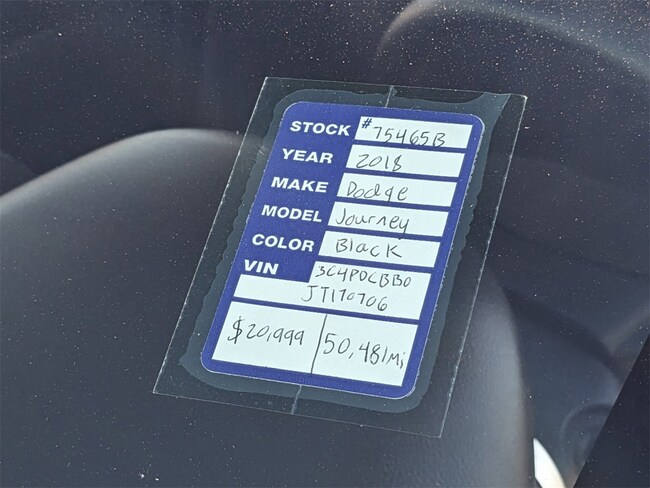 STOCK #75465B
YEAR 2018
MAKE Dodge
MODEL Journey
COLOR Black
VIN 3C4PDCBB0
JT170706
$20,999 50,481mi